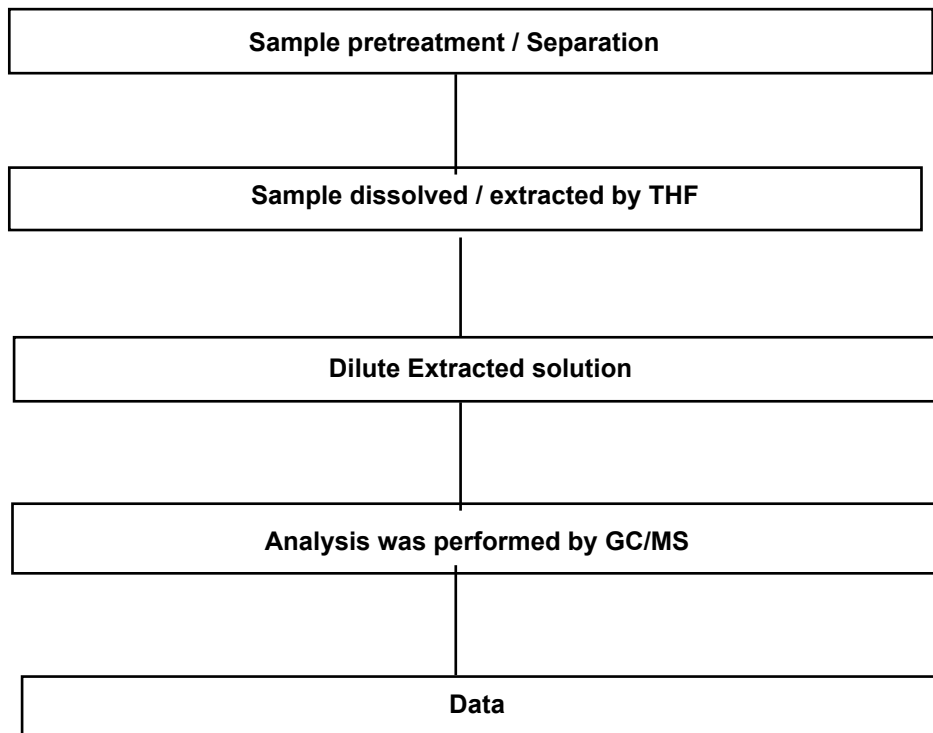 Sample pretreatment / Separation
Sample dissolved / extracted by THF
Dilute Extracted solution
Analysis was performed by GC/MS
Data